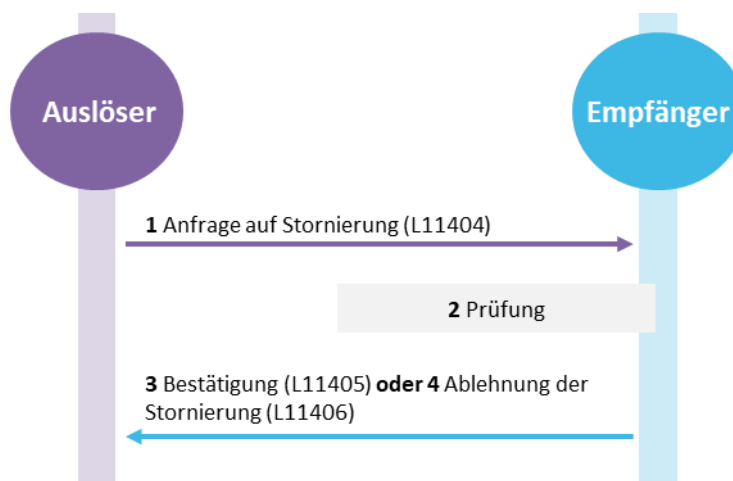 Auslöser
Empfänger
1 Anfrage auf Stornierung (L11404)
2 Prüfung
3 Bestätigung (L11405) oder 4 Ablehnung der
Stornierung (L11406)